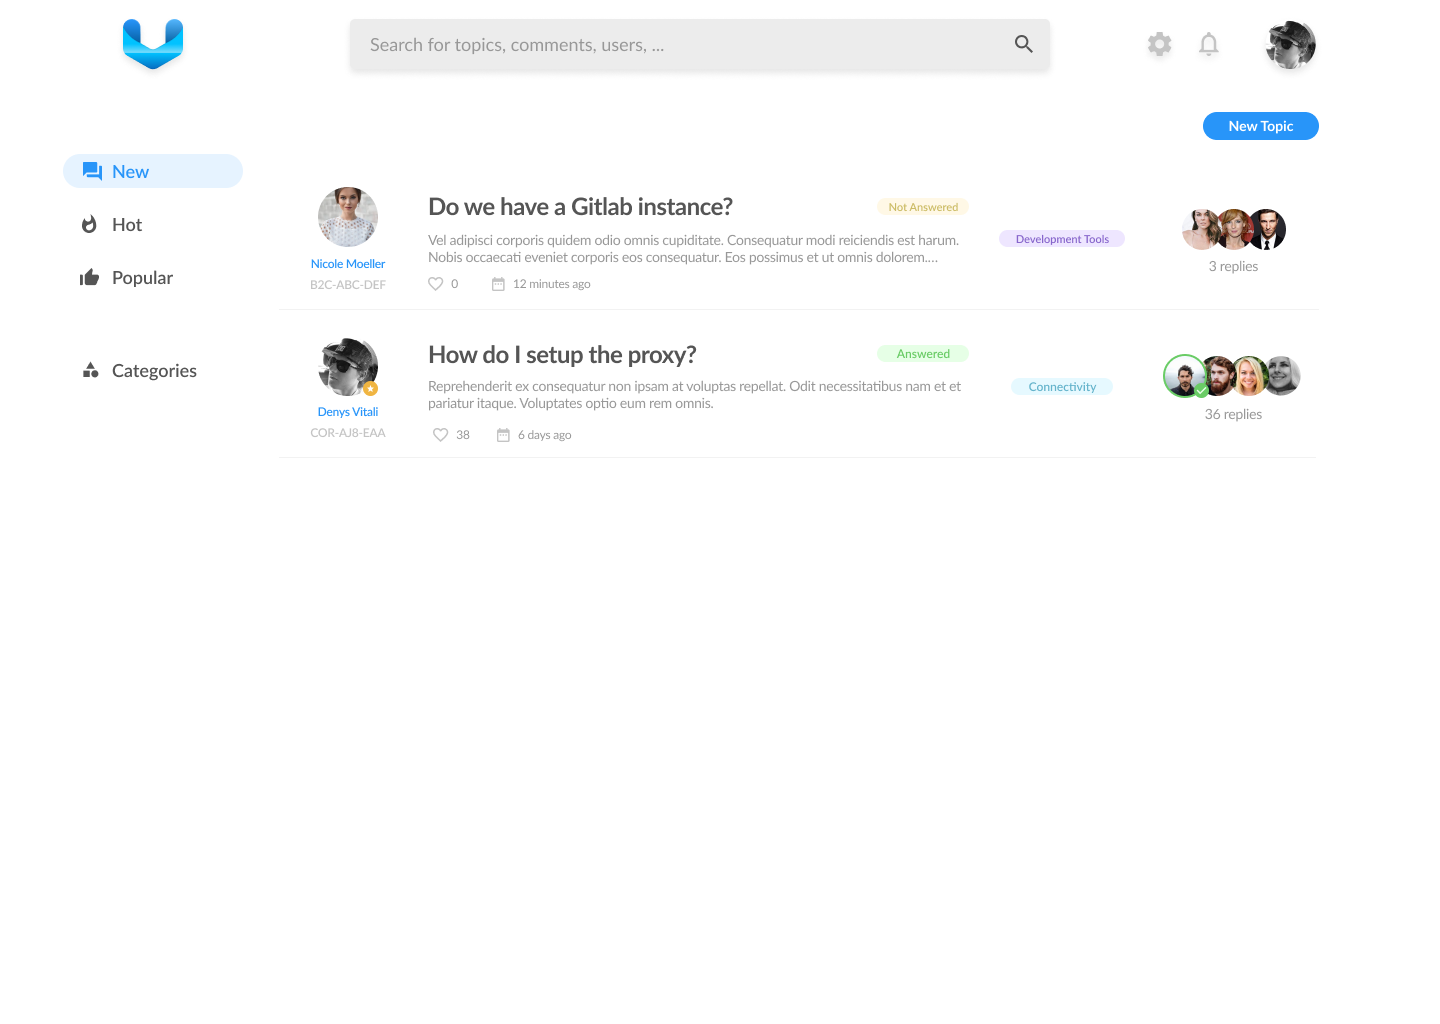 Search for topics, comments, users, ...
New Topic
New
Hot
Popular
Categories
Nicole Moeller
B2C-ABC-DEF
Do we have a Gitlab instance?
Not Answered
Vel adipisci corporis quidem odio omnis cupiditate. Consequatur modi reiciendis est harum.
Nobis occaecati eveniet corporis eos consequatur. Eos possimus et ut omnis dolorem....
0
12 minutes ago
Development Tools
3 replies
Denys Vitali
COR-AJ8-EAA
How do I setup the proxy?
Answered
Reprehenderit ex consequatur non ipsam at voluptas repellat. Odit necessitatibus nam et et
pariatur itaque. Voluptates optio eum rem omnis.
38
6 days ago
Connectivity
36 replies